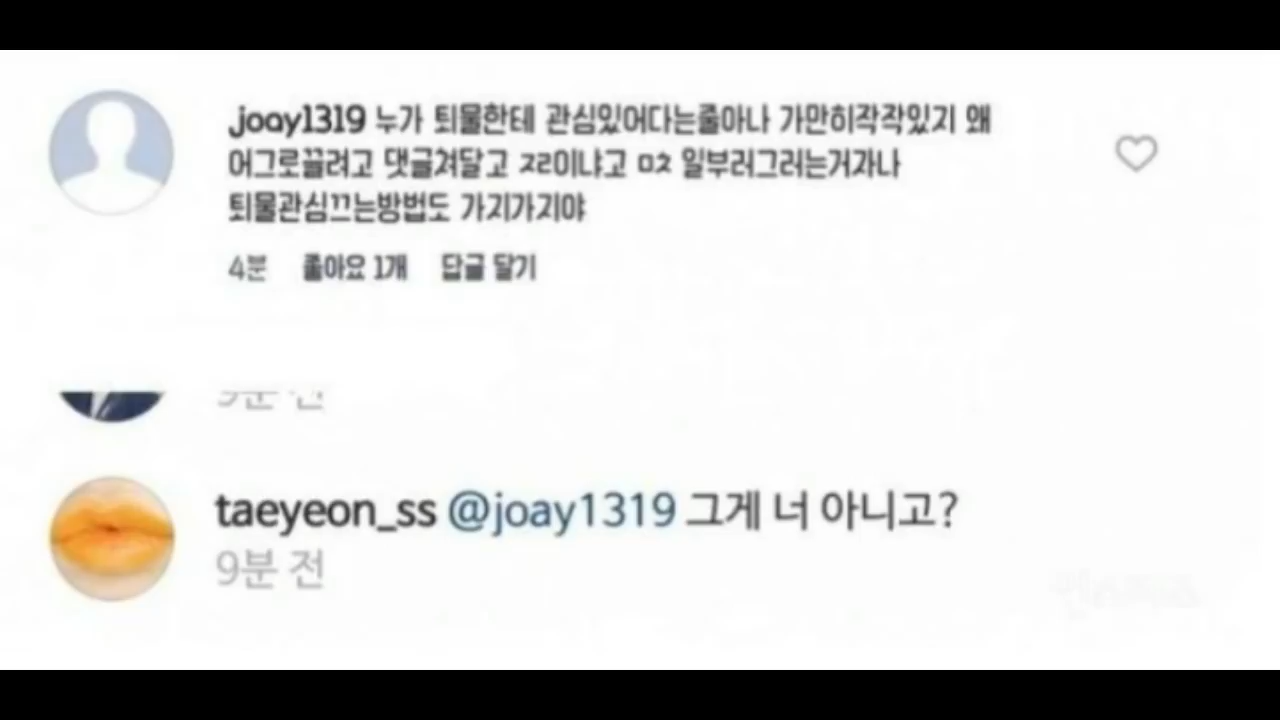 joay1319 누가 퇴물한테 관심있어다는줄아나 가만히작작있지 왜
어그로끌려고 댓글쳐달고 ㅈㄹ이냐고 ㅁㅊ 일부러그러는거자나
퇴물관심끄는방법도 가지가지야
4분 좋아요 1개 답글 달기
9분 전
taeyeon_ss @joay1319 그게 너 아니고?
9분 전